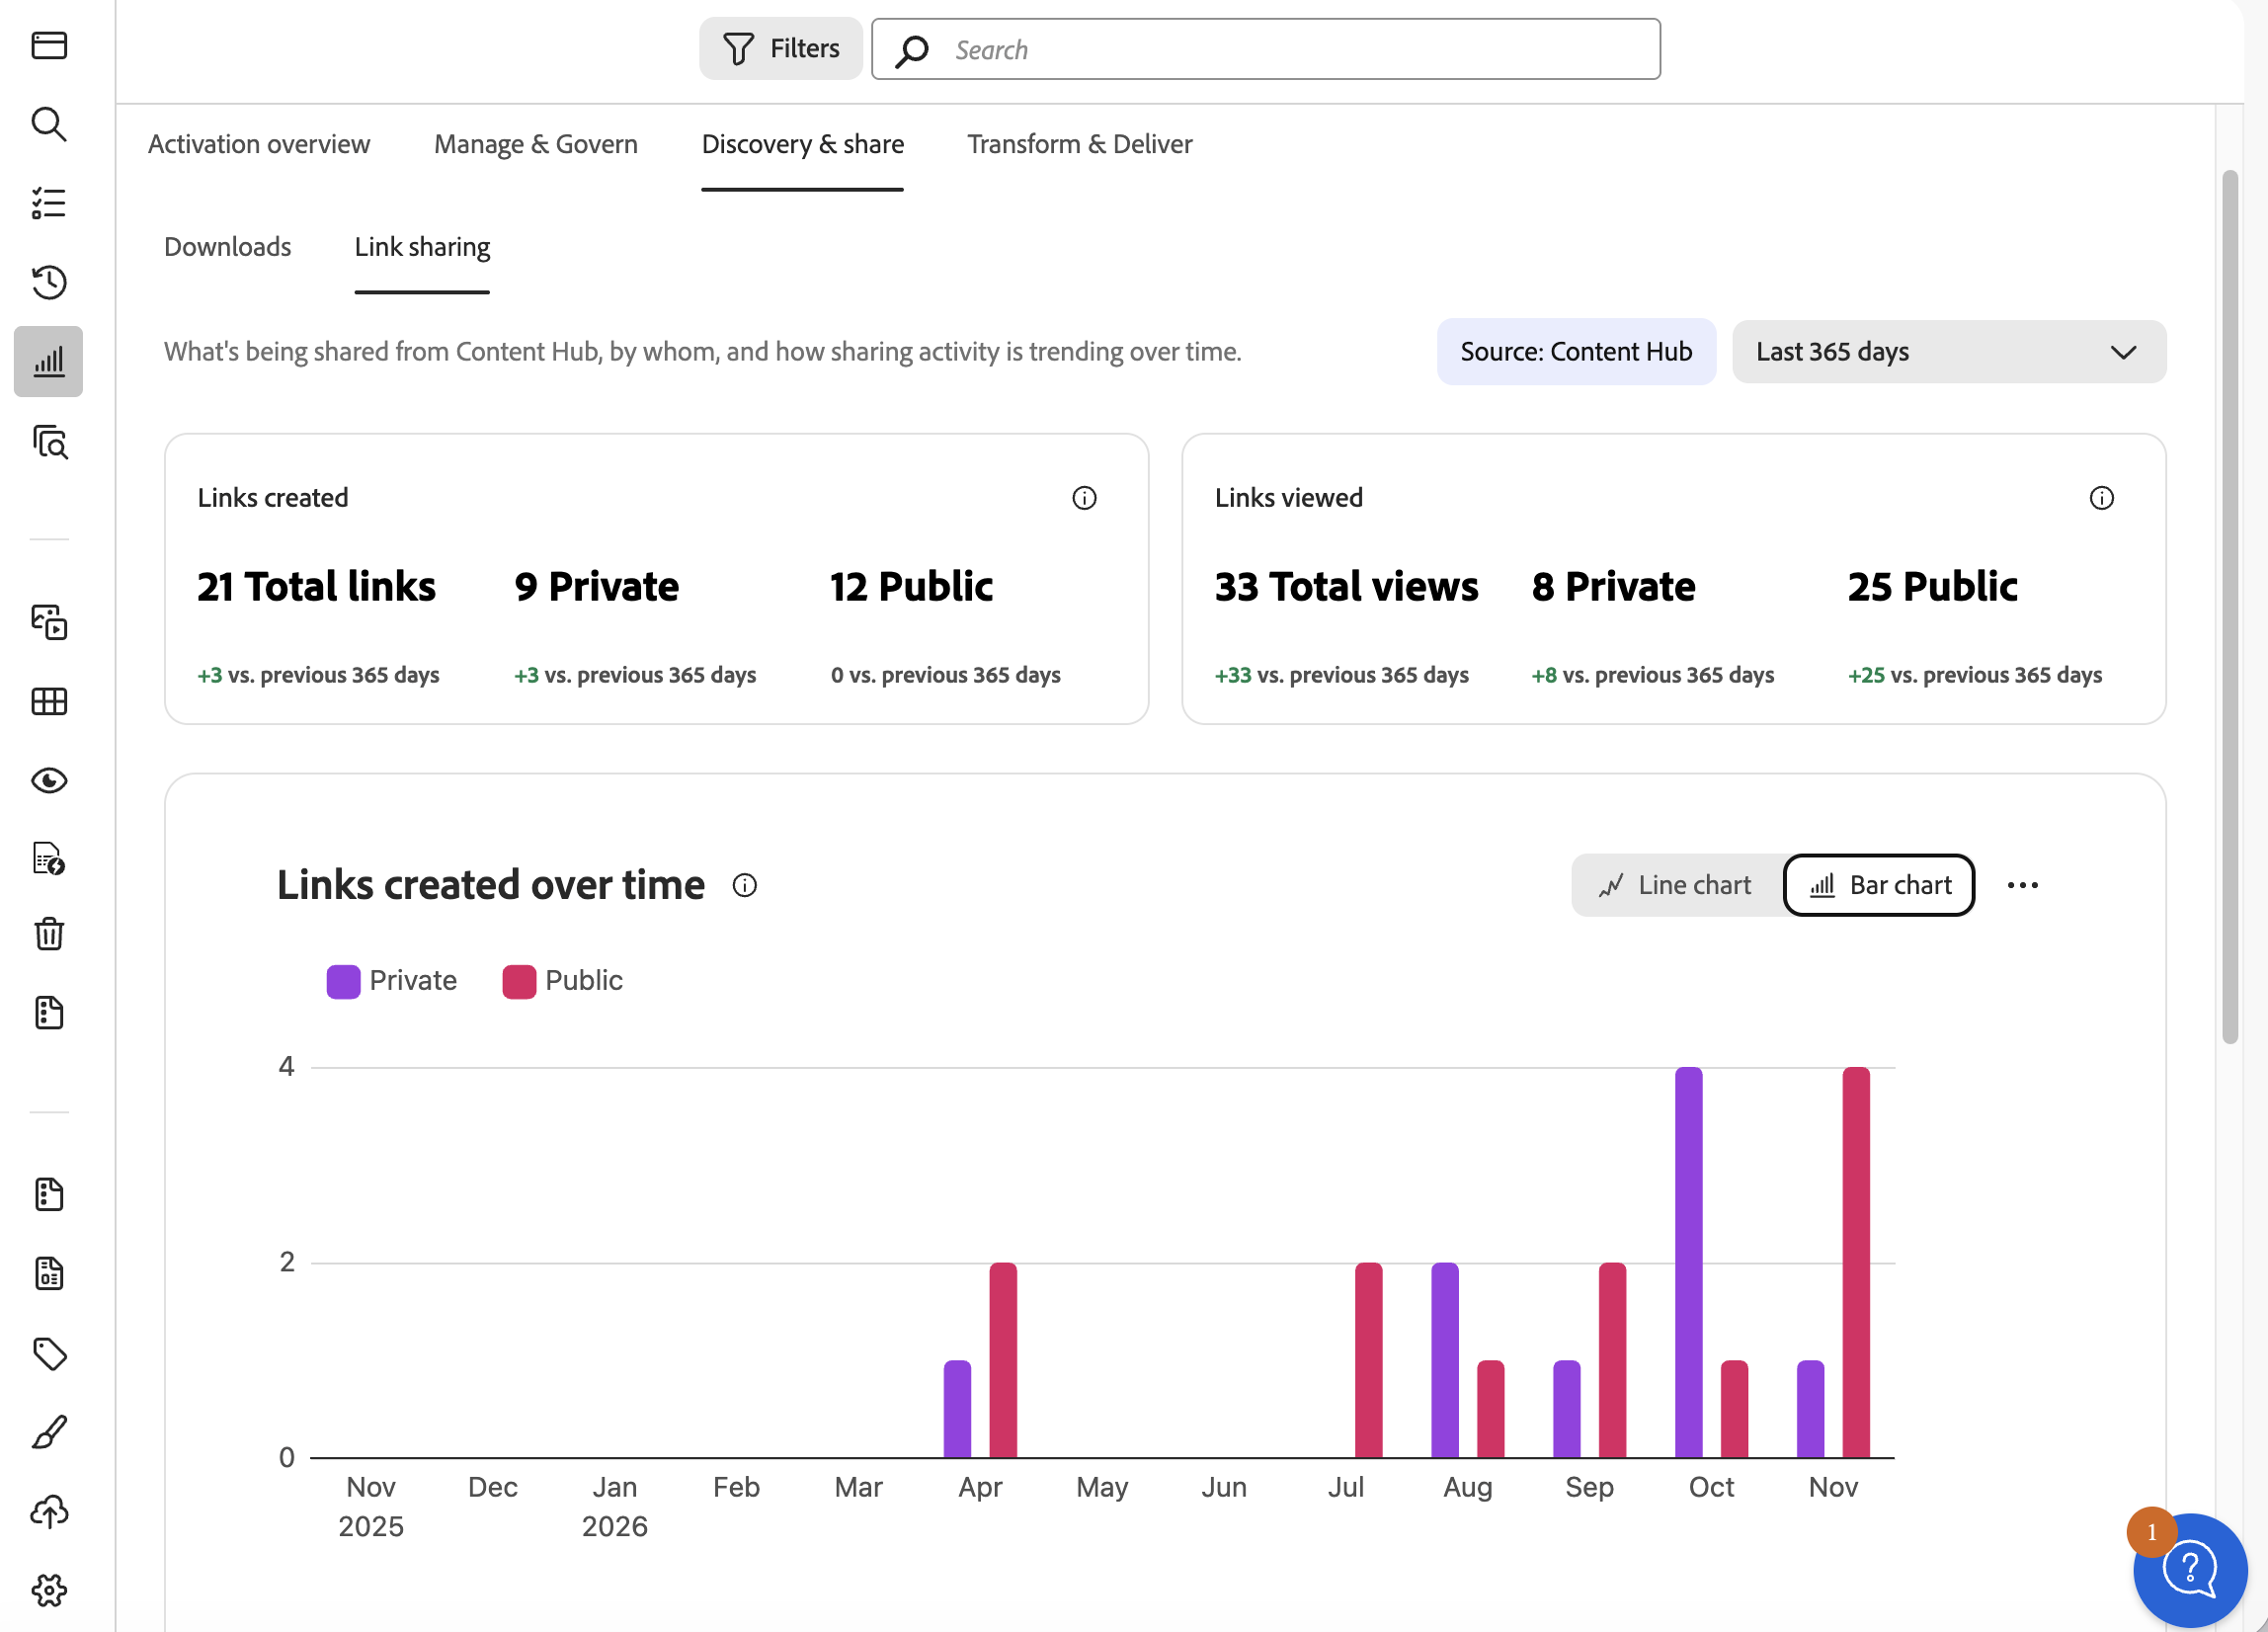 Filters
Search
Activation overview
Manage & Govern
Discovery & share
Transform & Deliver
Downloads
Link sharing
What's being shared from Content Hub, by whom, and how sharing activity is trending over time.
Source: Content Hub
Last 365 days
Links created
21 Total links
9 Private
12 Public
+3 vs. previous 365 days
+3 vs. previous 365 days
0 vs. previous 365 days
Links viewed
33 Total views
8 Private
25 Public
+33 vs. previous 365 days
+8 vs. previous 365 days
+25 vs. previous 365 days
Links created over time
Line chart
Bar chart
Private
Public
4
2
0
Nov
2025
Dec
Jan
2026
Feb
Mar
Apr
May
Jun
Jul
Aug
Sep
Oct
Nov
1